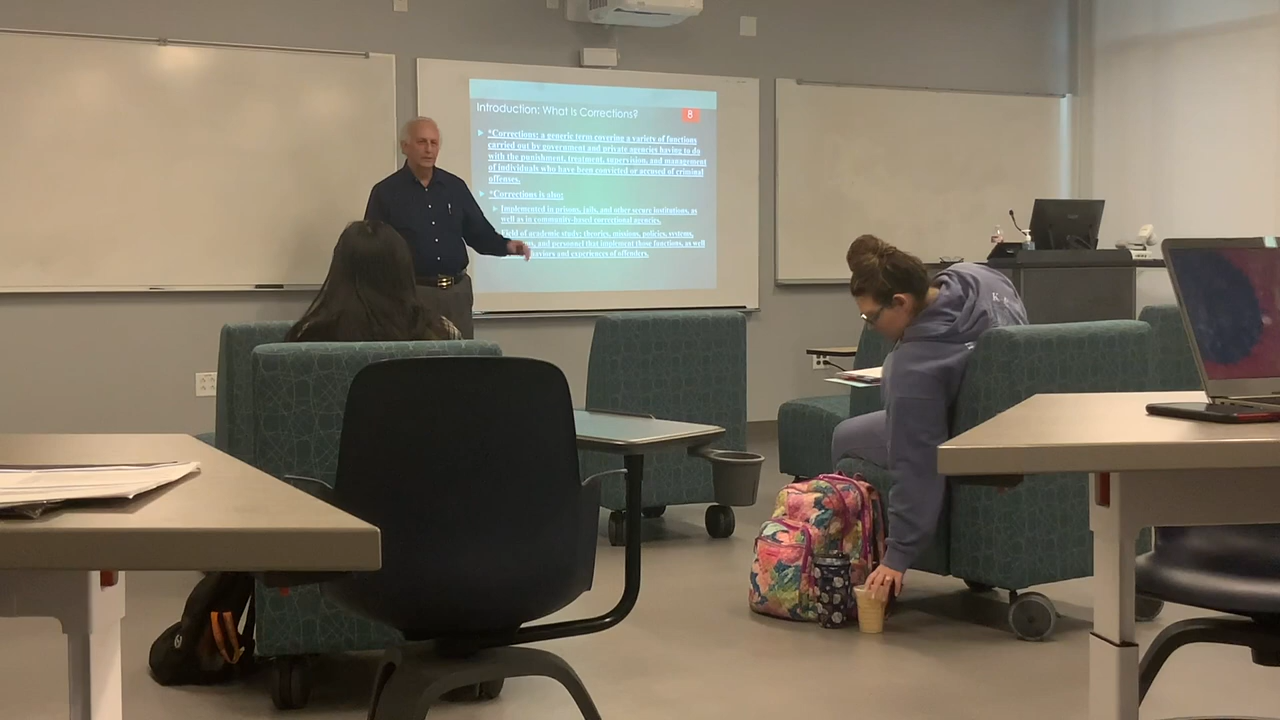 Introduction: What is Corrections?
8
*Corrections: a generic term covering a variety of functions
carried out by government and private agencies having to do
with the punishment, treatment, supervision, and management
of individuals who have been convicted or accused of criminal
offenses.
*Corrections is also:
Implemented in prisons, jails, and other secure institutions, as
well as in community-based correctional agencies.
Field of academic study: theories, missions, policies, systems,
and personnel that implement those functions, as well
and experiences of offenders.